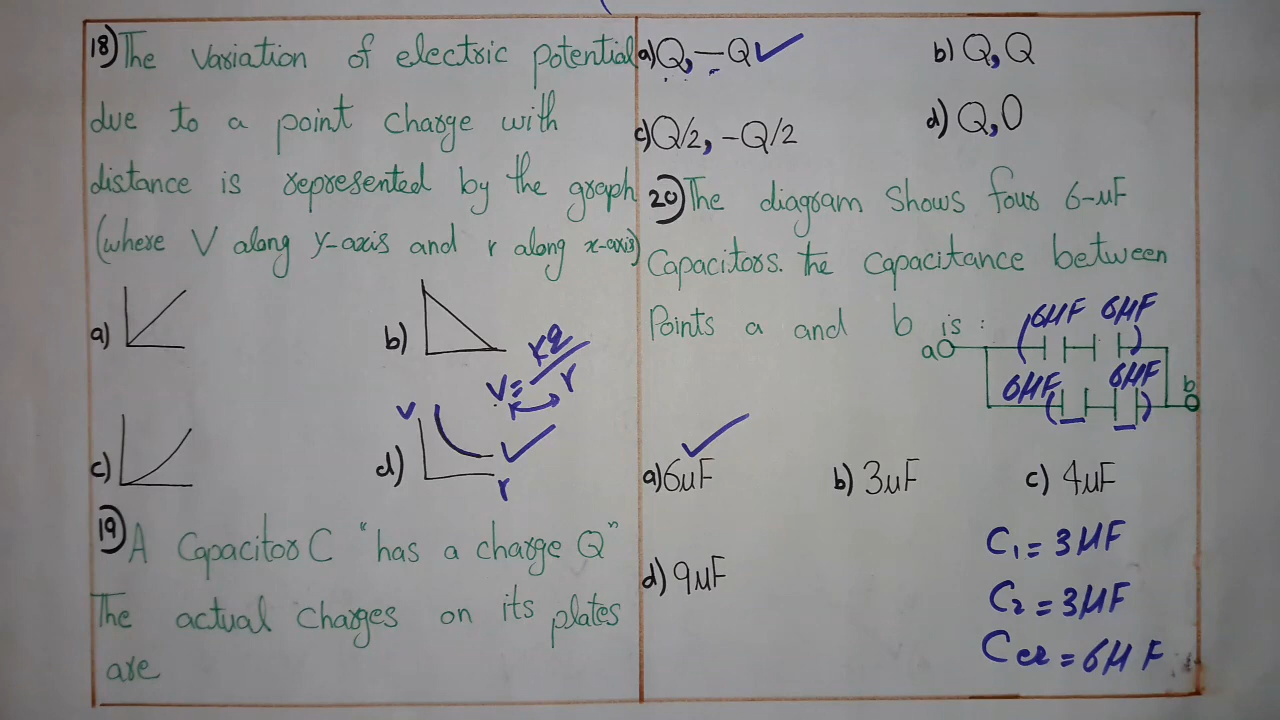 18) The Variation of electric potential
due to a point charge with
distance is represented by the graph
(where V along y-axis and r along x-axis)
a)
b)
V = Kq/r
c)
d)
V
r
19) A Capacitor C "has a charge Q"
The actual charges on its plates
are
a) Q, -Q
b) Q, Q
c) Q/2, -Q/2
d) Q, 0
20) The diagram Shows four 6-μF
Capacitors. the capacitance between
Points a and b is:
6μF 6μF
a
6μF 6μF
b
a) 6μF
b) 3μF
c) 4μF
d) 9μF
C1 = 3μF
C2 = 3μF
Ceq = 6μF